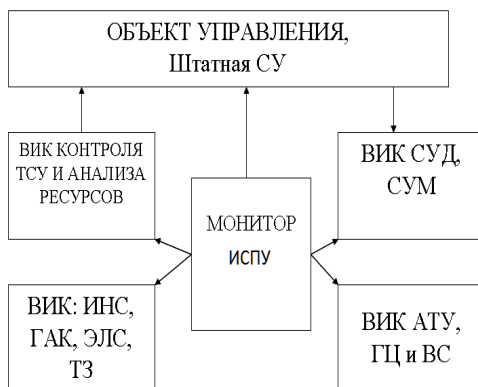 ОБЪЕКТ УПРАВЛЕНИЯ,
Штатная СУ
ВИК КОНТРОЛЯ
ТСУ И АНАЛИЗА
РЕСУРСОВ
ВИК СУД,
СУМ
МОНИТОР
ИСПУ
ВИК: ИНС,
ГАК, ЭЛС,
ТЗ
ВИК АТУ,
ГЦ и ВС